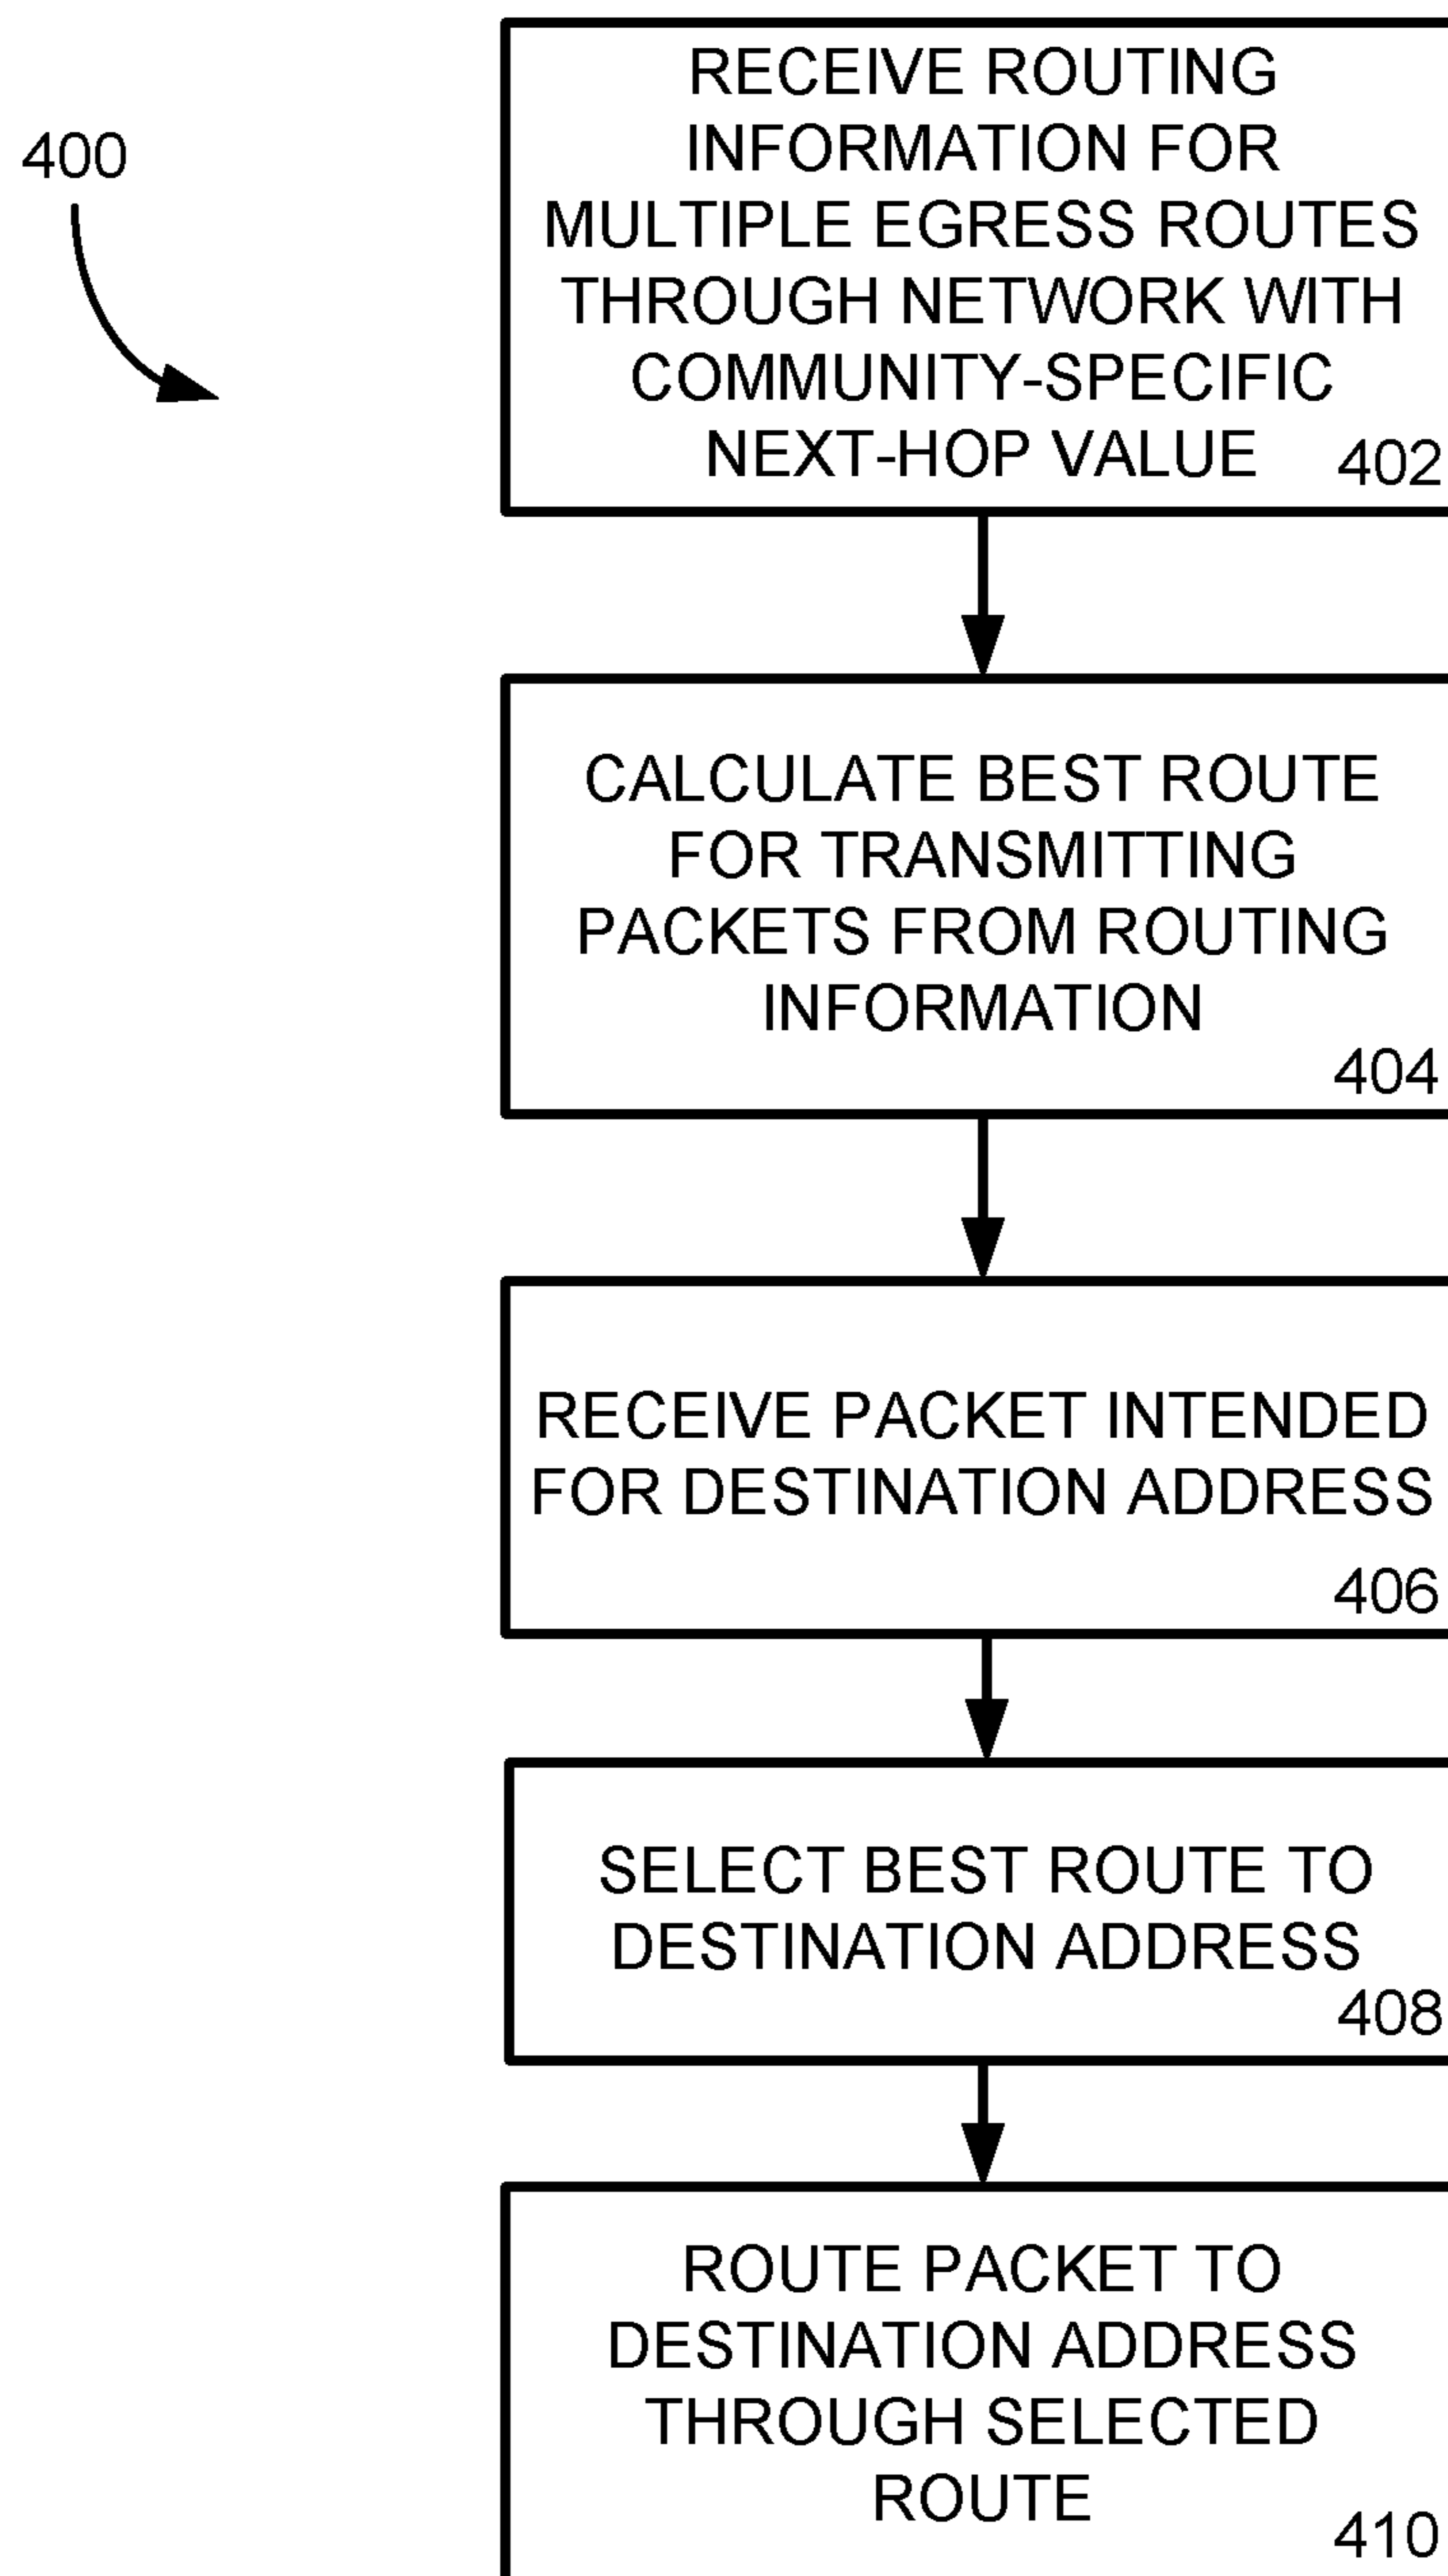 400
RECEIVE ROUTING
INFORMATION FOR
MULTIPLE EGRESS ROUTES
THROUGH NETWORK WITH
COMMUNITY-SPECIFIC
NEXT-HOP VALUE
402
CALCULATE BEST ROUTE
FOR TRANSMITTING
PACKETS FROM ROUTING
INFORMATION
404
RECEIVE PACKET INTENDED
FOR DESTINATION ADDRESS
406
SELECT BEST ROUTE TO
DESTINATION ADDRESS
408
ROUTE PACKET TO
DESTINATION ADDRESS
THROUGH SELECTED
ROUTE
410